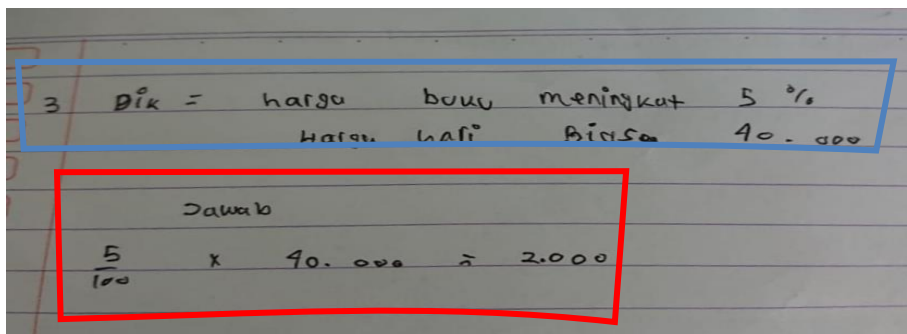 3 Dik = harga buku meningkat 5 %
Harga hari Biasa 40.000
Jawab
5/100 x 40.000 = 2.000